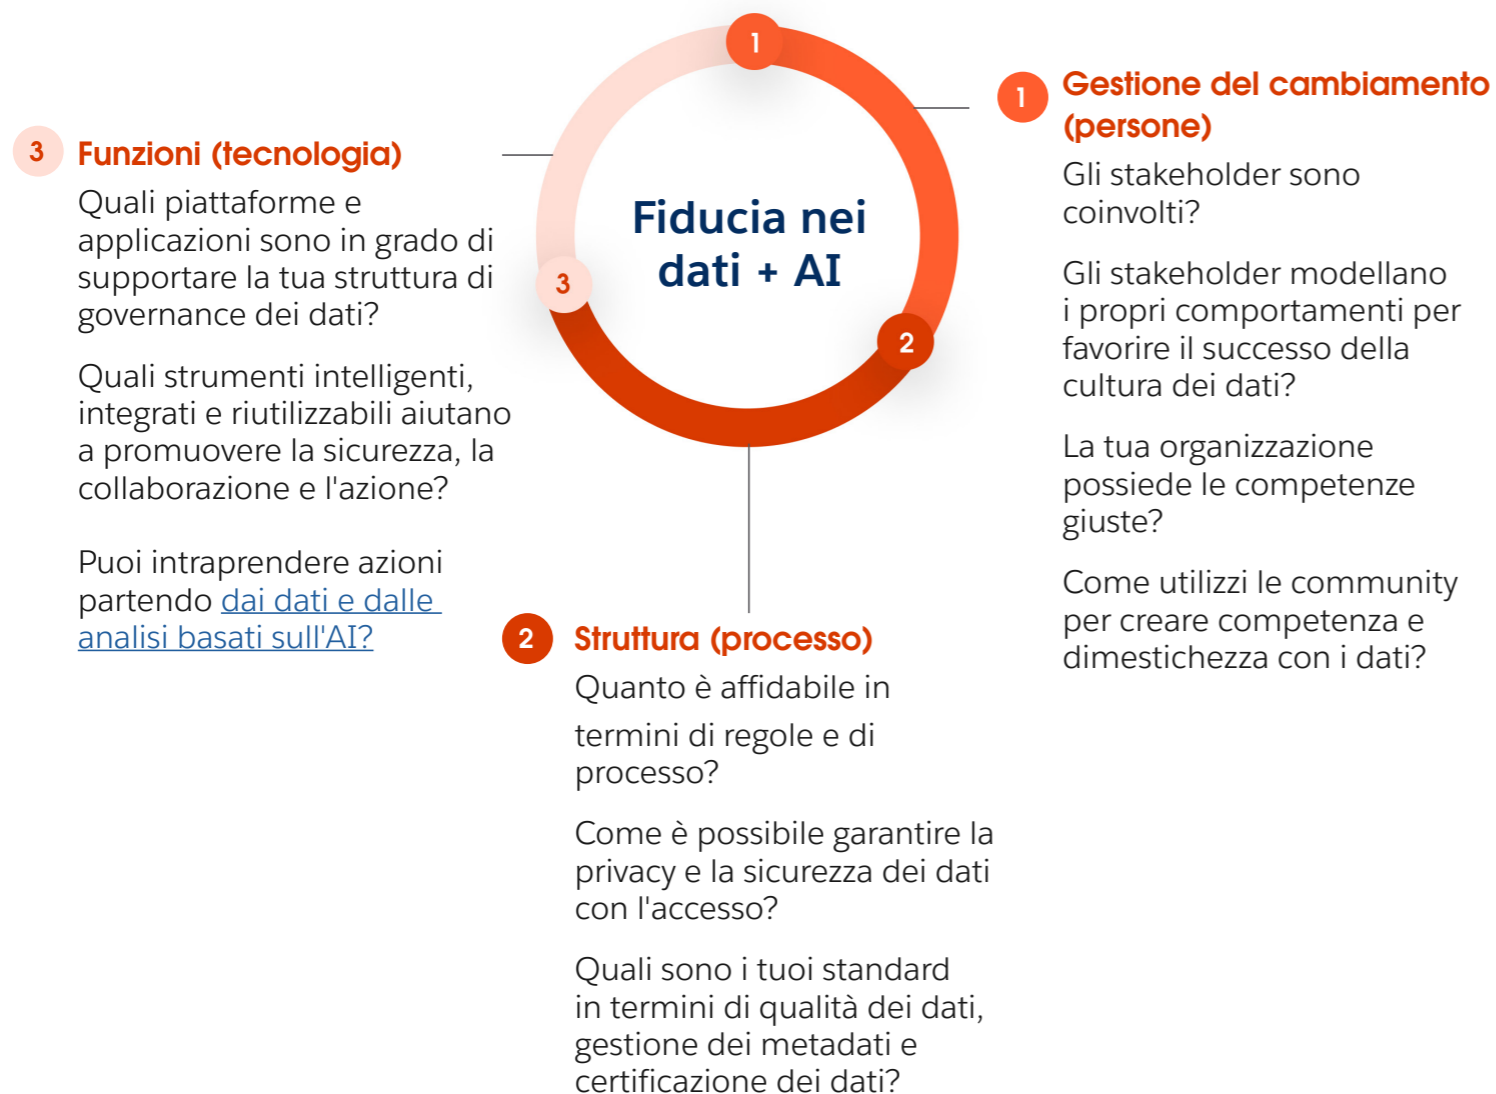 1
Fiducia nei
dati + AI
2
3
1 Gestione del cambiamento
(persone)
Gli stakeholder sono
coinvolti?
Gli stakeholder modellano
i propri comportamenti per
favorire il successo della
cultura dei dati?
La tua organizzazione
possiede le competenze
giuste?
Come utilizzi le community
per creare competenza e
dimestichezza con i dati?
2 Struttura (processo)
Quanto è affidabile in
termini di regole e di
processo?
Come è possibile garantire la
privacy e la sicurezza dei dati
con l'accesso?
Quali sono i tuoi standard
in termini di qualità dei dati,
gestione dei metadati e
certificazione dei dati?
3 Funzioni (tecnologia)
Quali piattaforme e
applicazioni sono in grado di
supportare la tua struttura di
governance dei dati?
Quali strumenti intelligenti,
integrati e riutilizzabili aiutano
a promuovere la sicurezza, la
collaborazione e l'azione?
Puoi intraprendere azioni
partendo dai dati e dalle
analisi basati sull'AI?